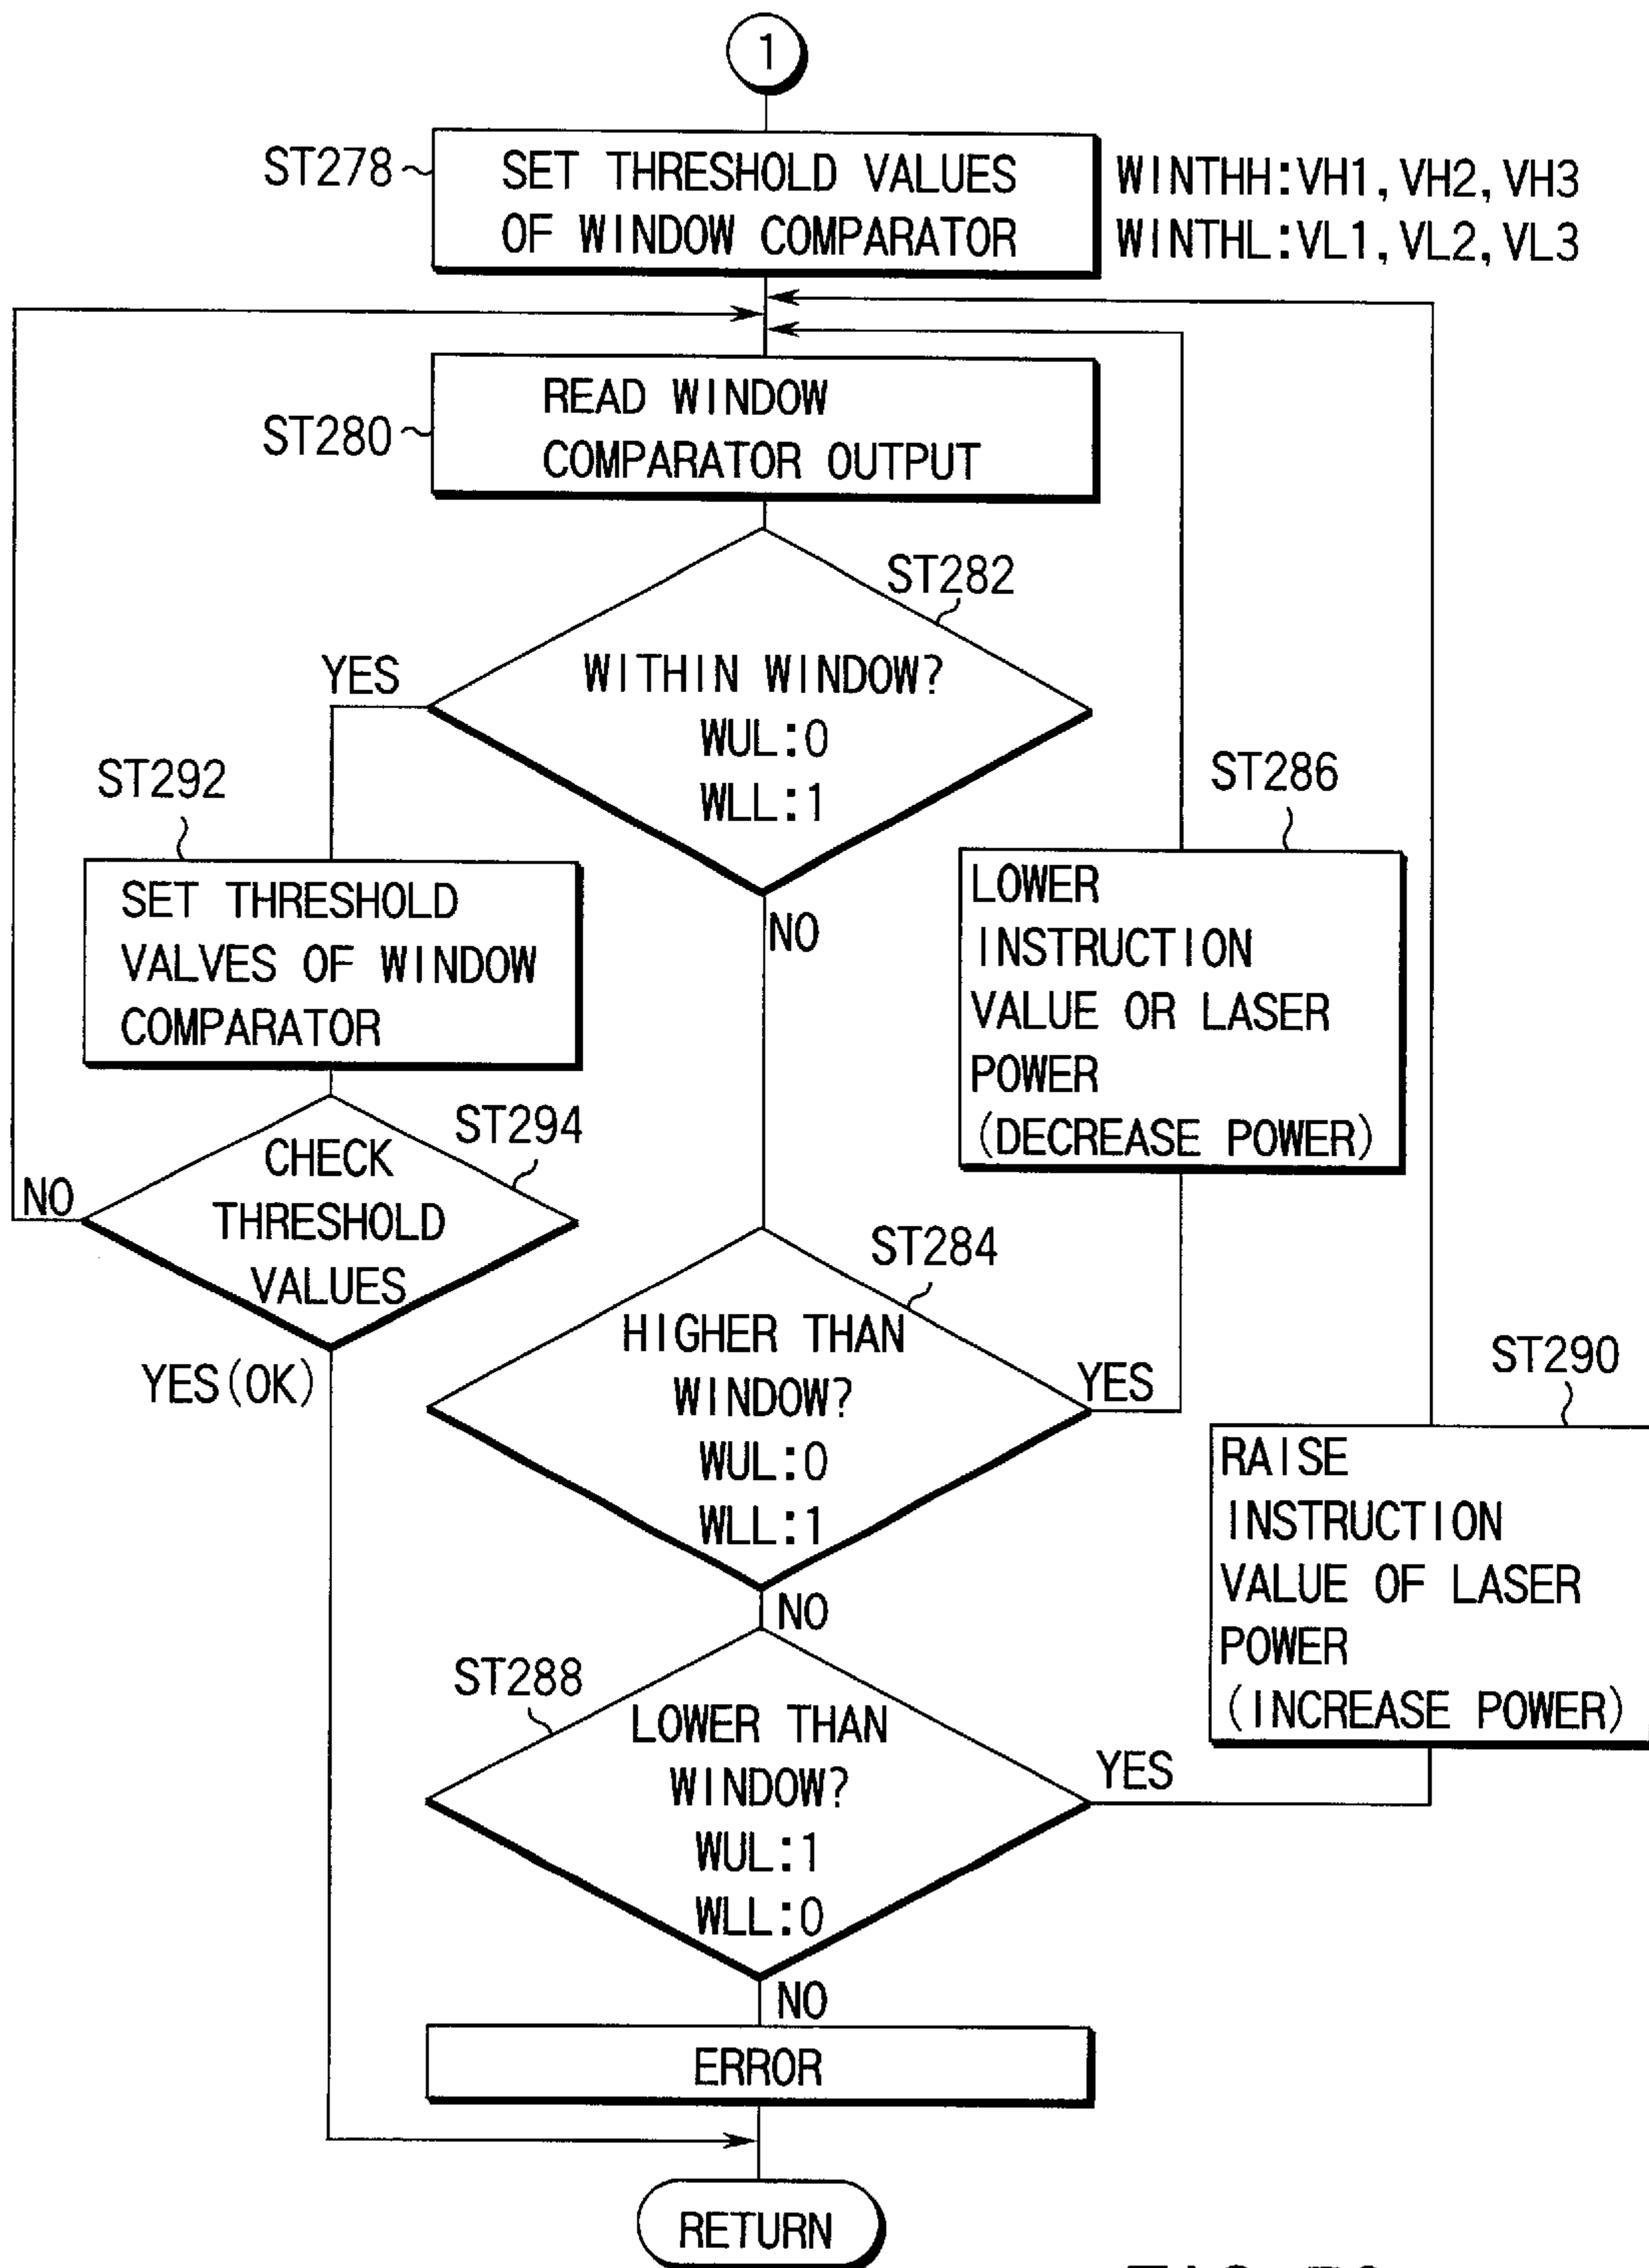 1
ST278
SET THRESHOLD VALUES
OF WINDOW COMPARATOR
WINTHH:VH1, VH2, VH3
WINTHL:VL1, VL2, VL3
ST280
READ WINDOW
COMPARATOR OUTPUT
ST282
WITHIN WINDOW?
WUL:0
WLL:1
YES
NO
ST292
SET THRESHOLD
VALVES OF WINDOW
COMPARATOR
ST286
LOWER
INSTRUCTION
VALUE OR LASER
POWER
(DECREASE POWER)
ST294
CHECK
THRESHOLD
VALUES
NO
YES(OK)
ST284
HIGHER THAN
WINDOW?
WUL:0
WLL:1
YES
NO
ST290
RAISE
INSTRUCTION
VALUE OF LASER
POWER
(INCREASE POWER)
ST288
LOWER THAN
WINDOW?
WUL:1
WLL:0
YES
NO
ERROR
RETURN